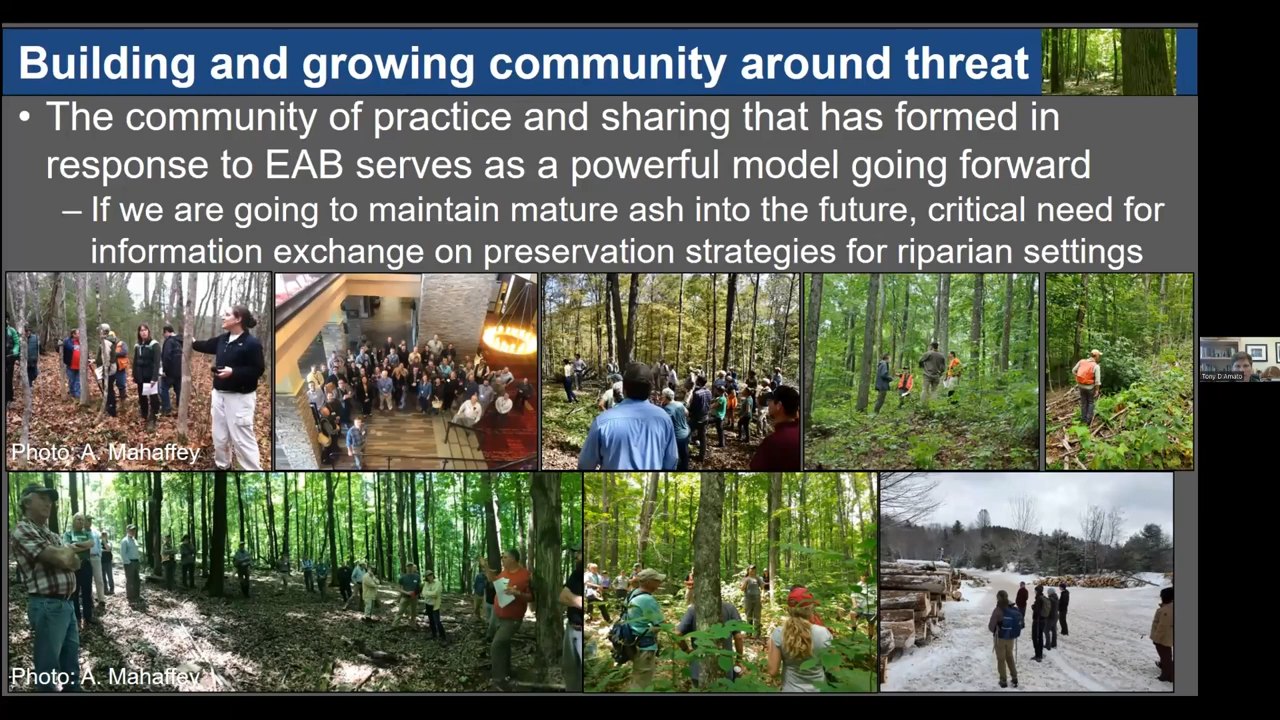 Building and growing community around threat
• The community of practice and sharing that has formed in
response to EAB serves as a powerful model going forward
– If we are going to maintain mature ash into the future, critical need for
information exchange on preservation strategies for riparian settings
Photo: A. Mahaffey
Tony D'Amato
Photo: A. Mahaffey